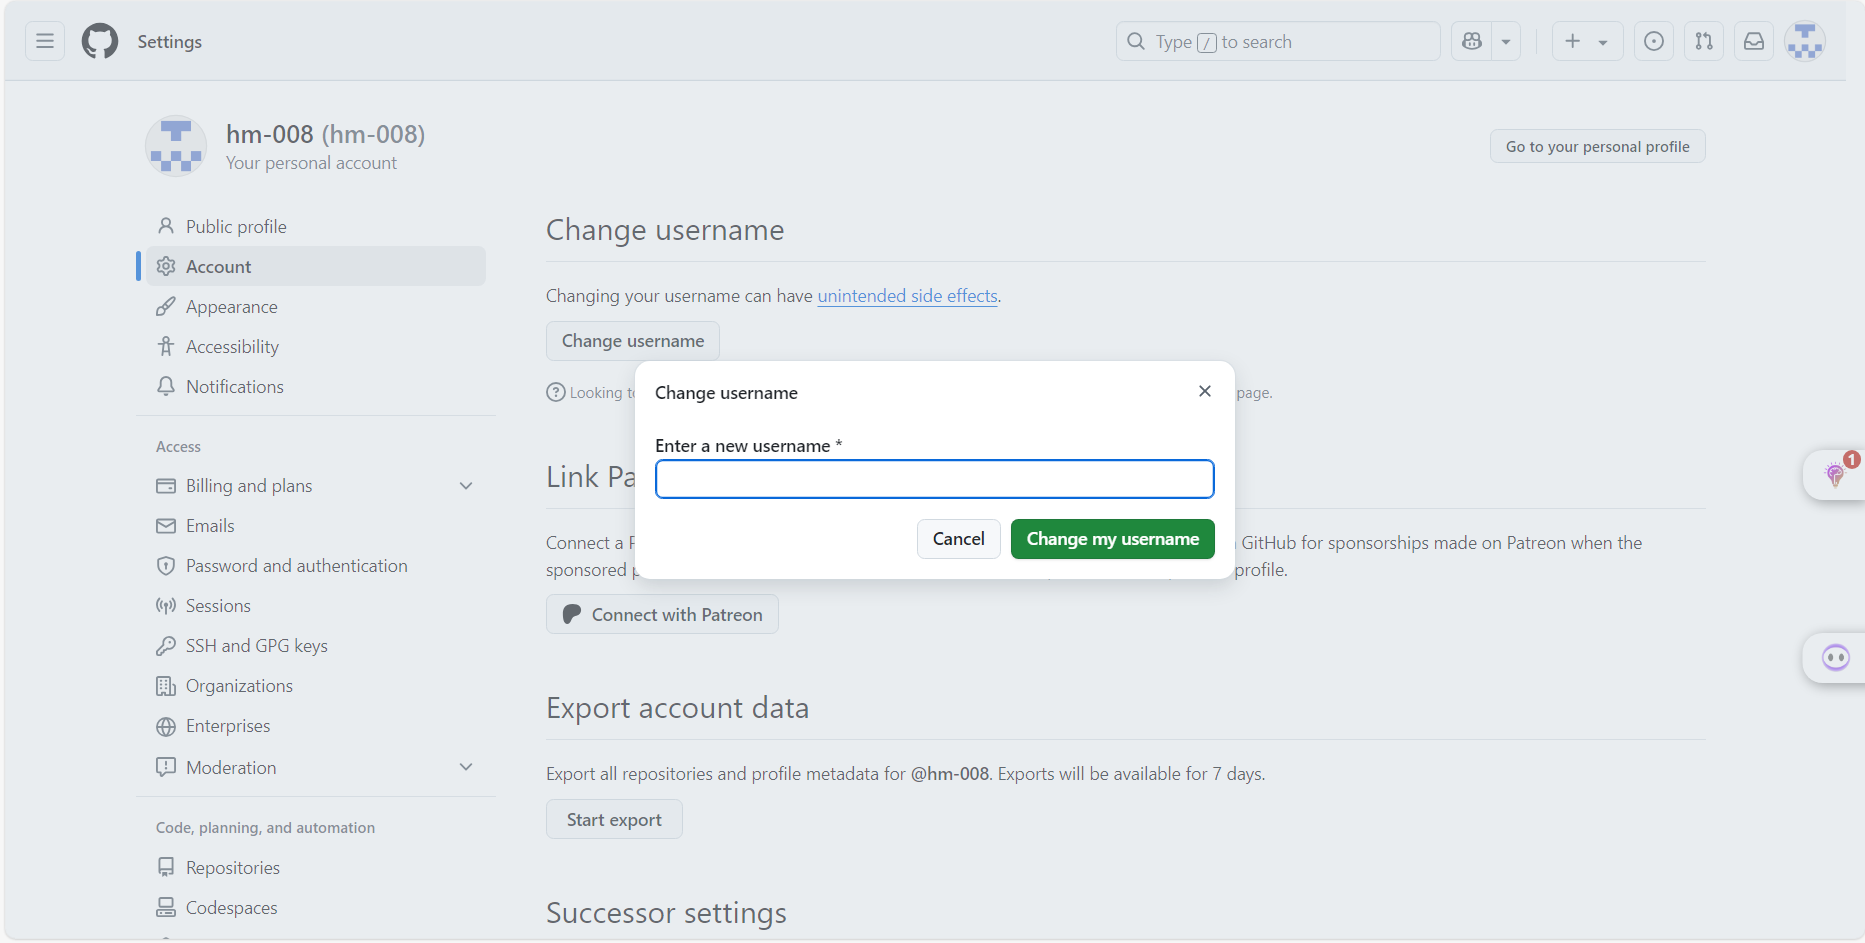 Settings
Type / to search
hm-008 (hm-008)
Your personal account
Go to your personal profile
Public profile
Account
Appearance
Accessibility
Notifications
Access
Billing and plans
Emails
Password and authentication
Sessions
SSH and GPG keys
Organizations
Enterprises
Moderation
Code, planning, and automation
Repositories
Codespaces
Change username
Changing your username can have unintended side effects.
Change username
Looking page.
Change username
Enter a new username *
Cancel
Change my username
Link
Connect a GitHub for sponsorships made on Patreon when the
sponsored profile.
Connect with Patreon
Export account data
Export all repositories and profile metadata for @hm-008. Exports will be available for 7 days.
Start export
Successor settings
1